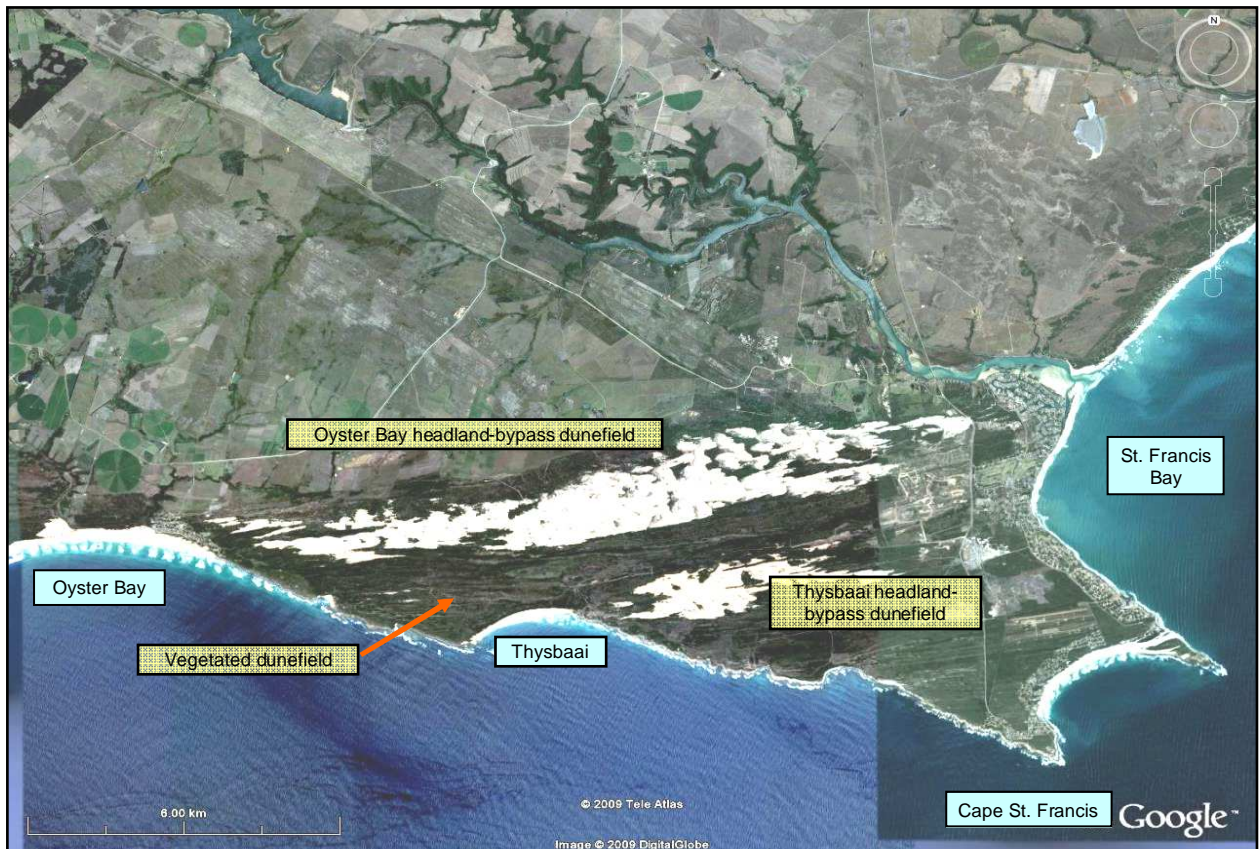 N
Oyster Bay headland-bypass dunefield
St. Francis
Bay
Oyster Bay
Thysbaai headland-
bypass dunefield
Vegetated dunefield
Thysbaai
6.00 km
© 2009 Tele Atlas
Image © 2009 DigitalGlobe
Cape St. Francis
Google™